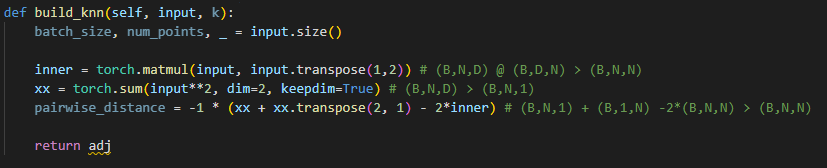 def build_knn(self, input, k):
    batch_size, num_points, _ = input.size()
    inner = torch.matmul(input, input.transpose(1,2)) # (B,N,D) @ (B,D,N) > (B,N,N)
    xx = torch.sum(input**2, dim=2, keepdim=True) # (B,N,D) > (B,N,1)
    pairwise_distance = -1 * (xx + xx.transpose(2, 1) - 2*inner) # (B,N,1) + (B,1,N) -2*(B,N,N) > (B,N,N)
    return adj